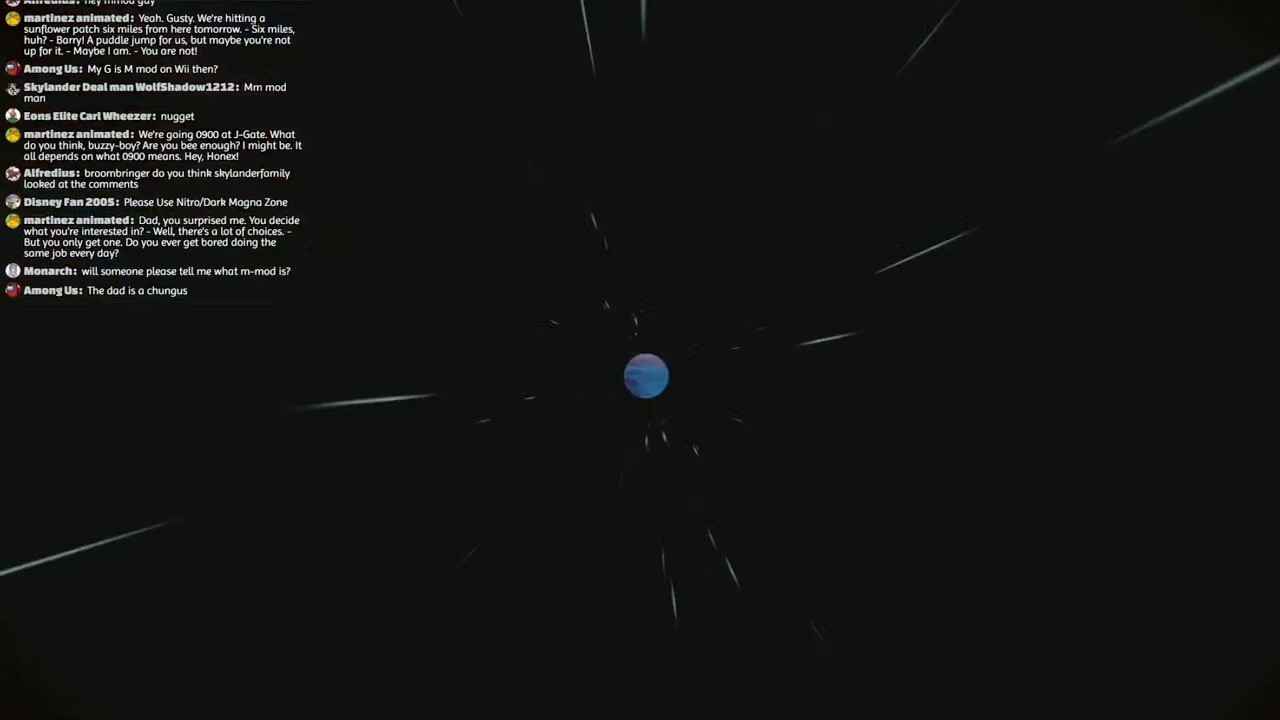 Alfredius: hey mmod guy
martinez animated: Yeah. Gusty. We're hitting a
sunflower patch six miles from here tomorrow. - Six miles,
huh? - Barry! A puddle jump for us, but maybe you're not
up for it. - Maybe I am. - You are not!
Among Us: My G is M mod on Wii then?
Skylander Deal man WolfShadow1212: Mm mod
man
Eons Elite Carl Wheezer: nugget
martinez animated: We're going 0900 at J-Gate. What
do you think, buzzy-boy? Are you bee enough? I might be. It
all depends on what 0900 means. Hey, Honex!
Alfredius: broombringer do you think skylanderfamily
looked at the comments
Disney Fan 2005: Please Use Nitro/Dark Magna Zone
martinez animated: Dad, you surprised me. You decide
what you're interested in? - Well, there's a lot of choices. -
But you only get one. Do you ever get bored doing the
same job every day?
Monarch: will someone please tell me what m-mod is?
Among Us: The dad is a chungus